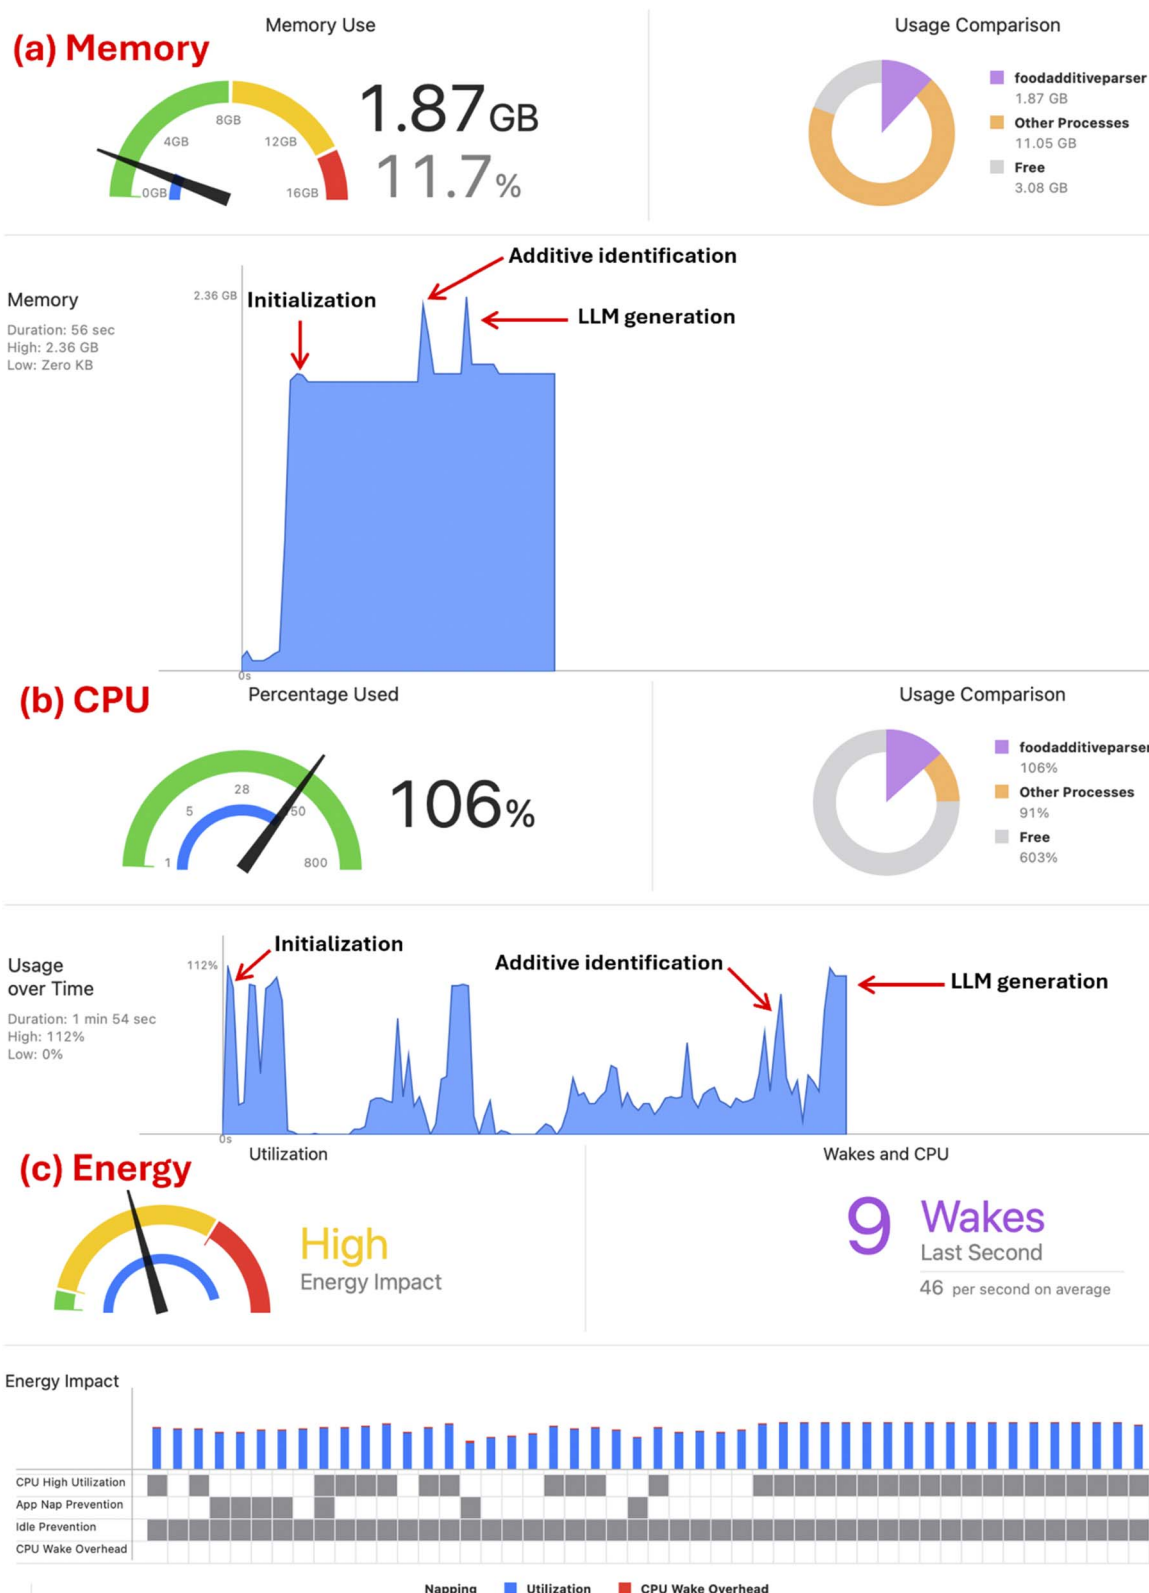 (a) Memory
Memory Use
0GB
4GB
8GB
12GB
16GB
1.87 GB
11.7 %
Usage Comparison
foodadditiveparser
1.87 GB
Other Processes
11.05 GB
Free
3.08 GB
Memory
Duration: 56 sec
High: 2.36 GB
Low: Zero KB
2.36 GB
Initialization
Additive identification
LLM generation
0s
(b) CPU
Percentage Used
1
5
28
50
800
106%
Usage Comparison
foodadditiveparser
106%
Other Processes
91%
Free
603%
Usage
over Time
Duration: 1 min 54 sec
High: 112%
Low: 0%
112%
Initialization
Additive identification
LLM generation
0s
(c) Energy
Utilization
High
Energy Impact
Wakes and CPU
9 Wakes
Last Second
46 per second on average
Energy Impact
CPU High Utilization
App Nap Prevention
Idle Prevention
CPU Wake Overhead
Napping Utilization CPU Wake Overhead